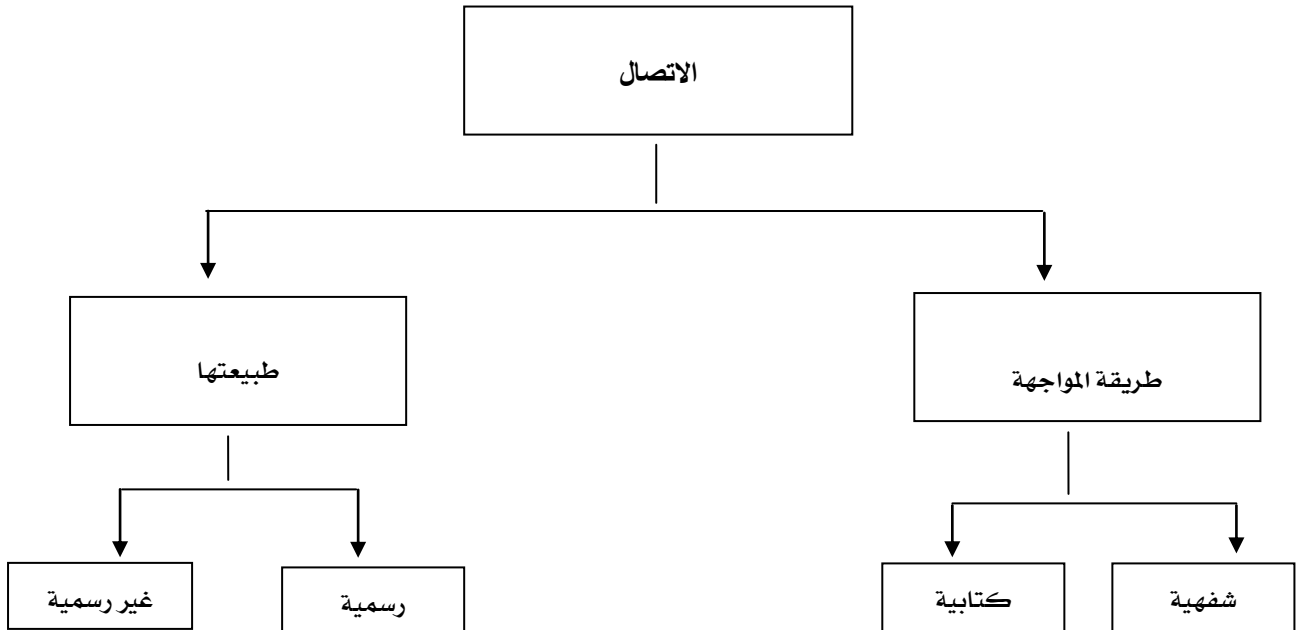 الاتصال
طريقة المواجهة
طبيعتها
شفهية
كتابية
رسمية
غير رسمية